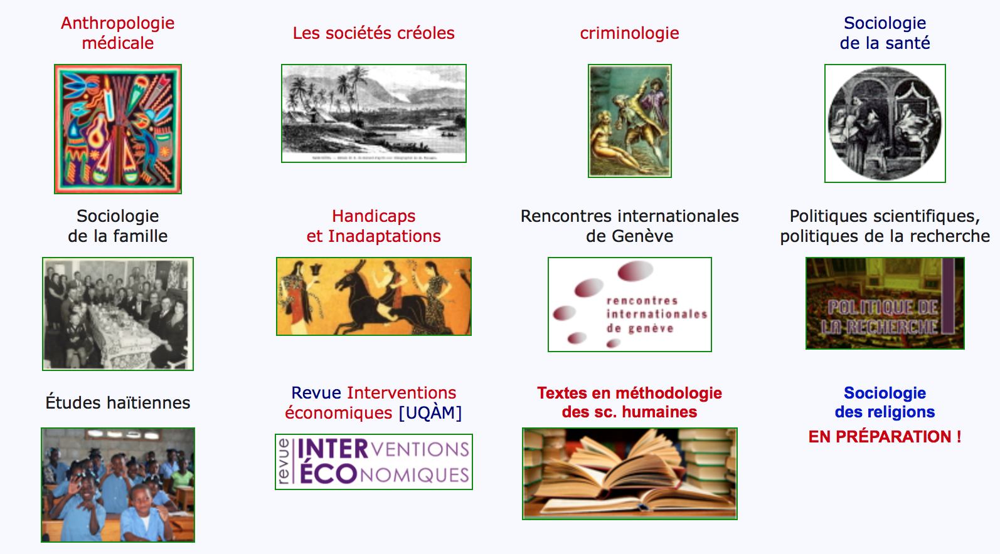 Anthropologie
médicale
Les sociétés créoles
criminologie
Sociologie
de la santé
Sociologie
de la famille
Handicaps
et Inadaptations
Rencontres internationales
de Genève
rencontres
internationales
de genève
Politiques scientifiques,
politiques de la recherche
POLITIQUE DE
LA RECHERCHE
Études haïtiennes
Revue Interventions
économiques [UQÀM]
revue
INTERVENTIONS
ÉCONOMIQUES
Textes en méthodologie
des sc. humaines
Sociologie
des religions
EN PRÉPARATION !